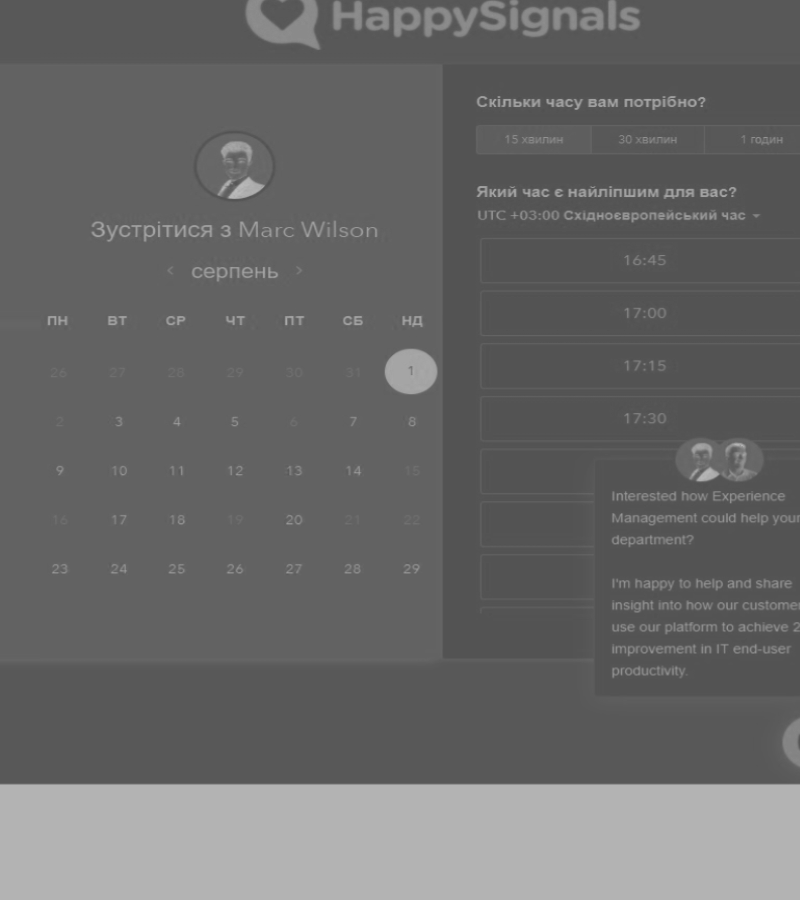 HappySignals
Зустрітися з Marc Wilson
серпень
ПН ВТ СР ЧТ ПТ СБ НД
26 27 28 29 30 31 1
2 3 4 5 6 7 8
9 10 11 12 13 14 15
16 17 18 19 20 21 22
23 24 25 26 27 28 29
Скільки часу вам потрібно?
15 хвилин 30 хвилин 1 годин
Який час є найліпшим для вас?
UTC +03:00 Східноєвропейський час
16:45
17:00
17:15
17:30
Interested how Experience
Management could help your
department?
I'm happy to help and share
insight into how our customer
use our platform to achieve 2
improvement in IT end-user
productivity.